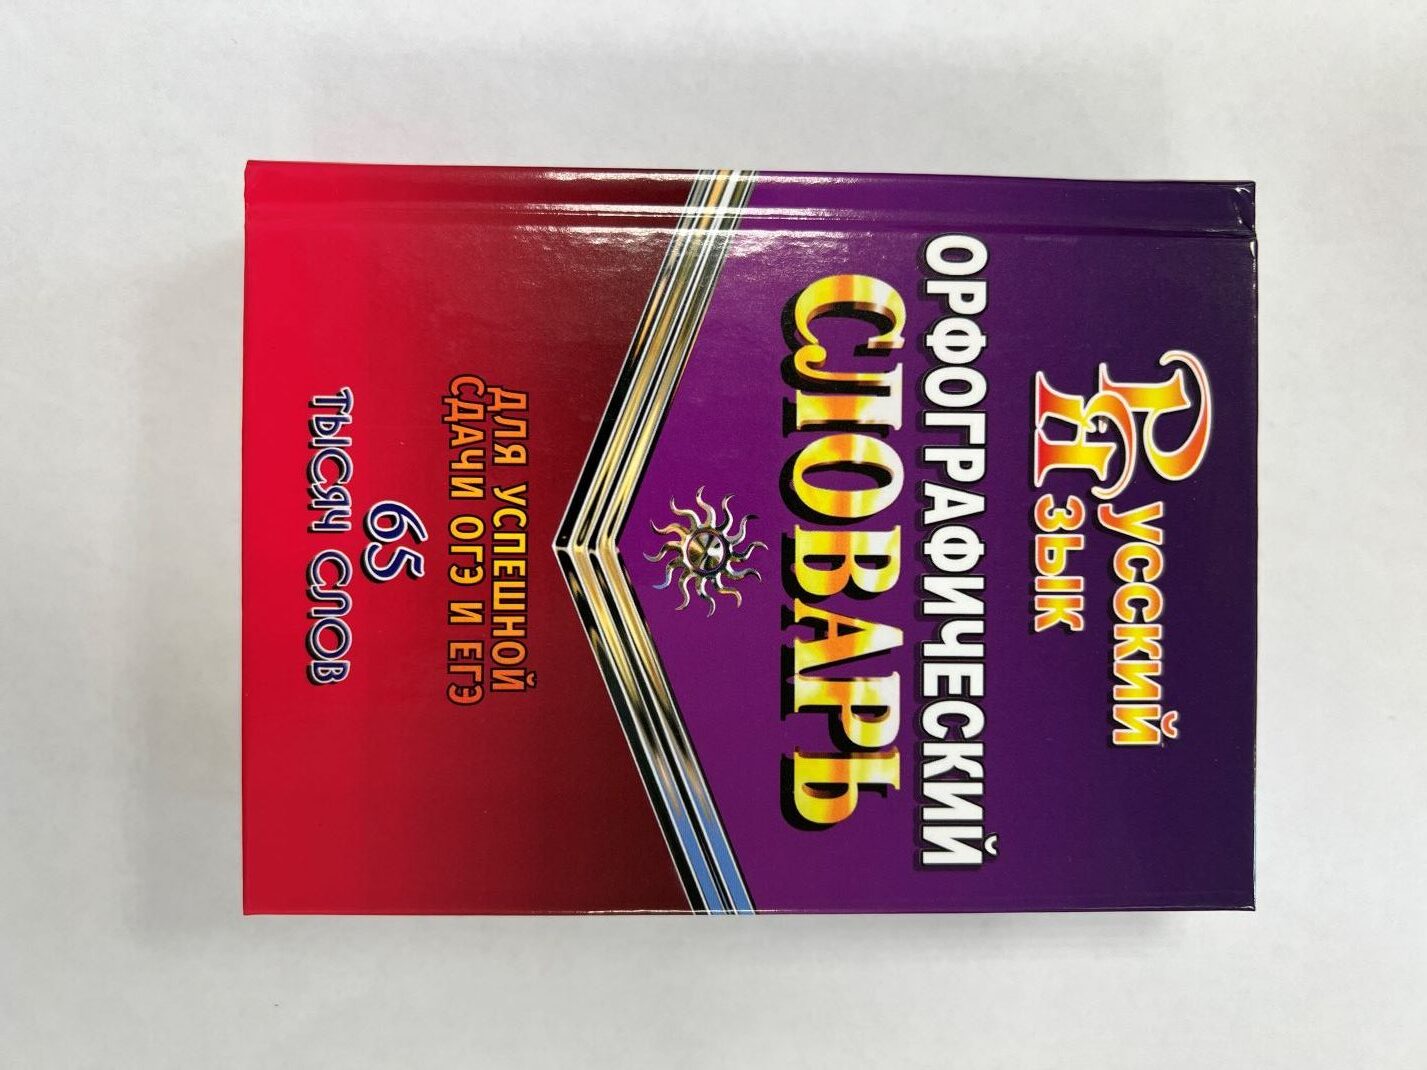 Русский
Язык
ОРФОГРАФИЧЕСКИЙ
СЛОВАРЬ
ДЛЯ УСПЕШНОЙ
СДАЧИ ОГЭ И ЕГЭ
65
ТЫСЯЧ СЛОВ